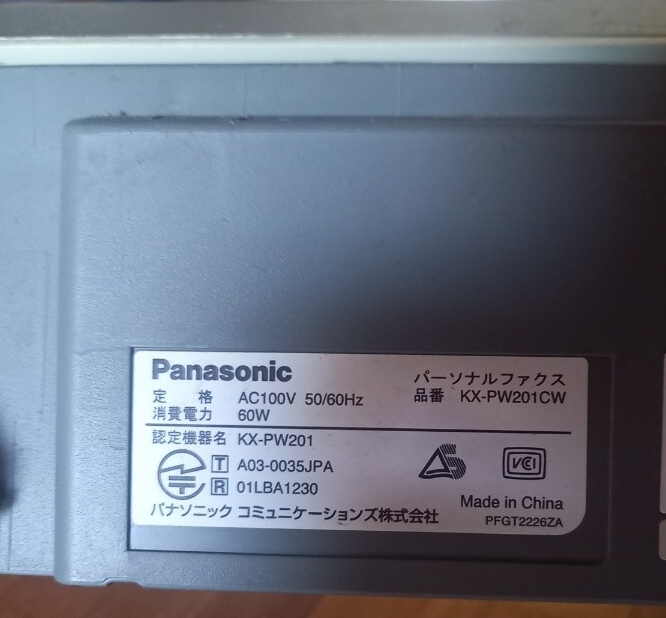 Panasonic
パーソナルファクス
定 格 AC100V 50/60Hz
品番 KX-PW201CW
消費電力 60W
認定機器名 KX-PW201
T A03-0035JPA
R 01LBA1230
VCCI
Made in China
パナソニック コミュニケーションズ株式会社
PFGT2226ZA